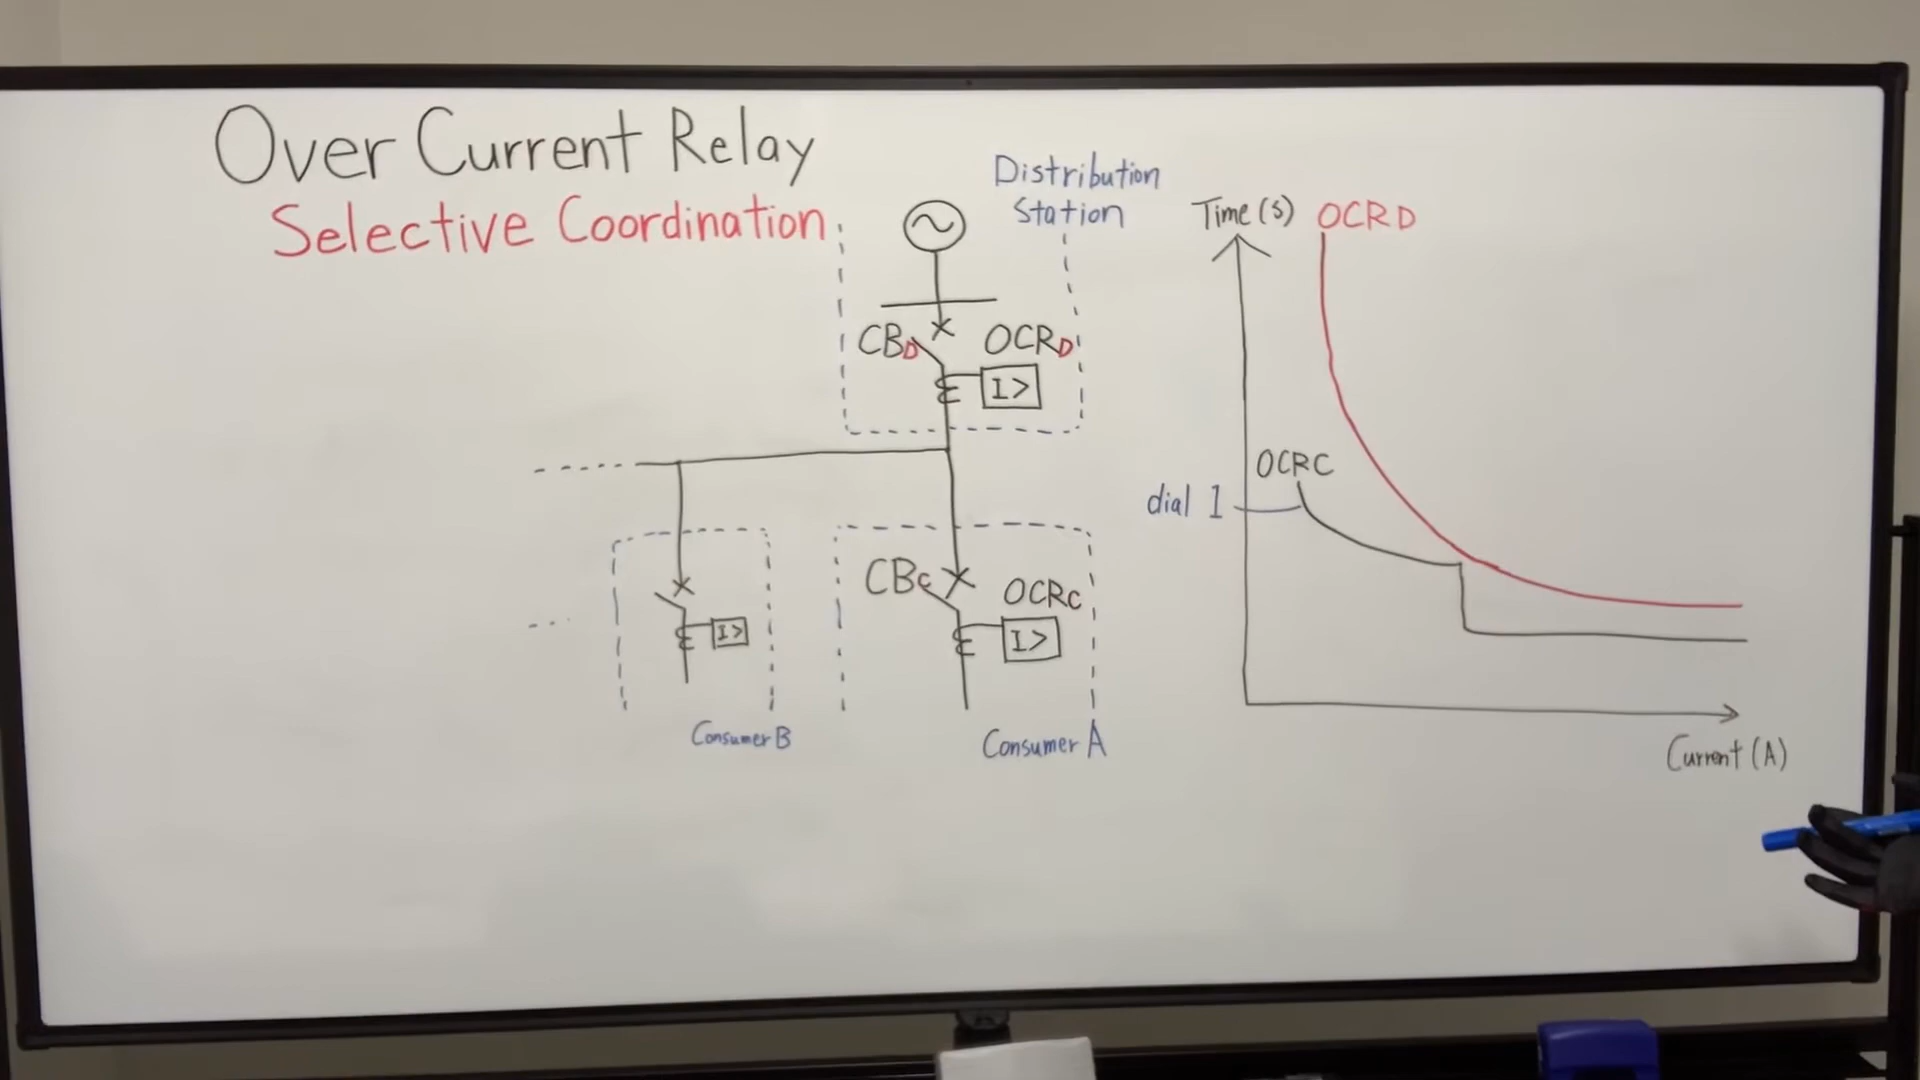 Over Current Relay
Selective Coordination
Distribution
Station
CBD
OCRD
I>
CBC
OCRC
I>
I>
Consumer B
Consumer A
Time (s)
OCRD
OCRC
dial 1
Current (A)